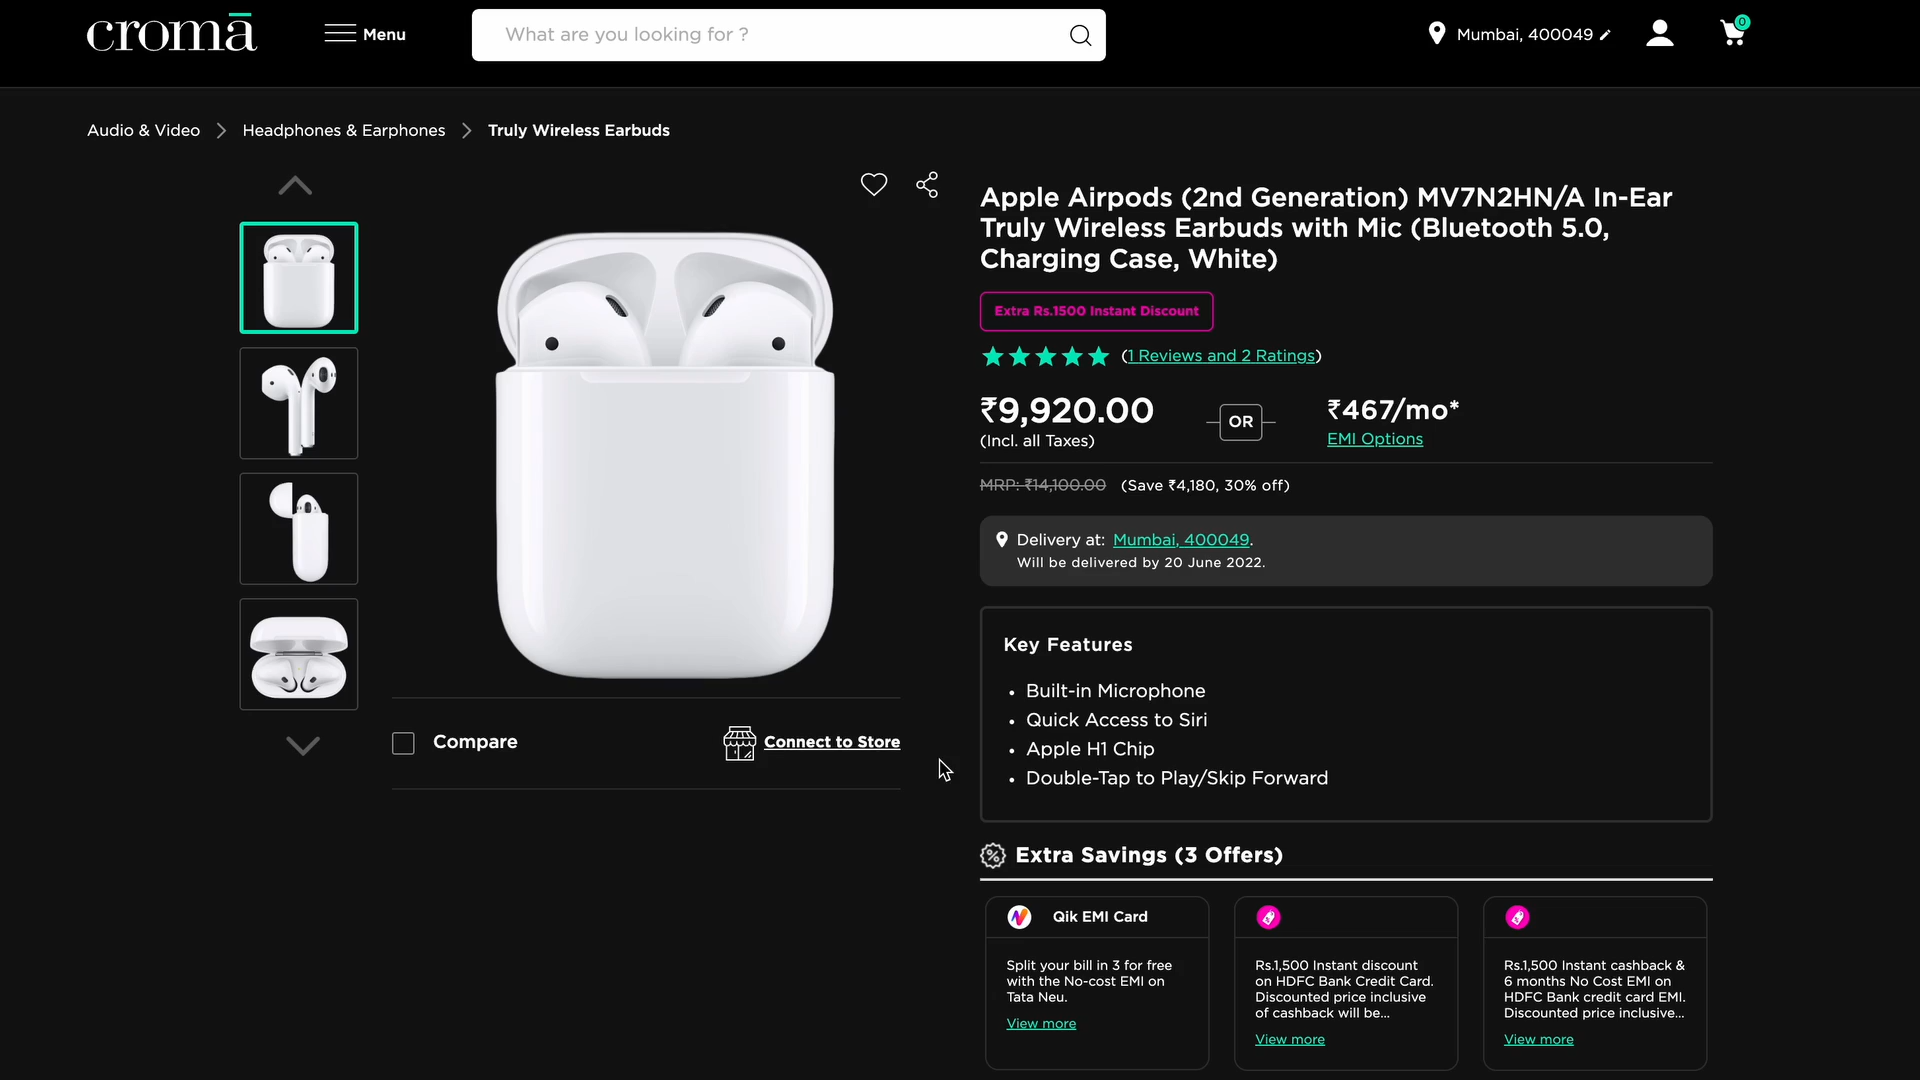 cromā
Menu
What are you looking for ?
Mumbai, 400049
0
Audio & Video
Headphones & Earphones
Truly Wireless Earbuds
Apple Airpods (2nd Generation) MV7N2HN/A In-Ear
Truly Wireless Earbuds with Mic (Bluetooth 5.0,
Charging Case, White)
Extra Rs.1500 Instant Discount
(1 Reviews and 2 Ratings)
₹9,920.00
(Incl. all Taxes)
OR
₹467/mo*
EMI Options
MRP: ₹14,100.00 (Save ₹4,180, 30% off)
Delivery at: Mumbai, 400049.
Will be delivered by 20 June 2022.
Key Features
• Built-in Microphone
• Quick Access to Siri
• Apple H1 Chip
• Double-Tap to Play/Skip Forward
Compare
Connect to Store
Extra Savings (3 Offers)
Qik EMI Card
Split your bill in 3 for free
with the No-cost EMI on
Tata Neu.
View more
Rs.1,500 Instant discount
on HDFC Bank Credit Card.
Discounted price inclusive
of cashback will be...
View more
Rs.1,500 Instant cashback &
6 months No Cost EMI on
HDFC Bank credit card EMI.
Discounted price inclusive...
View more